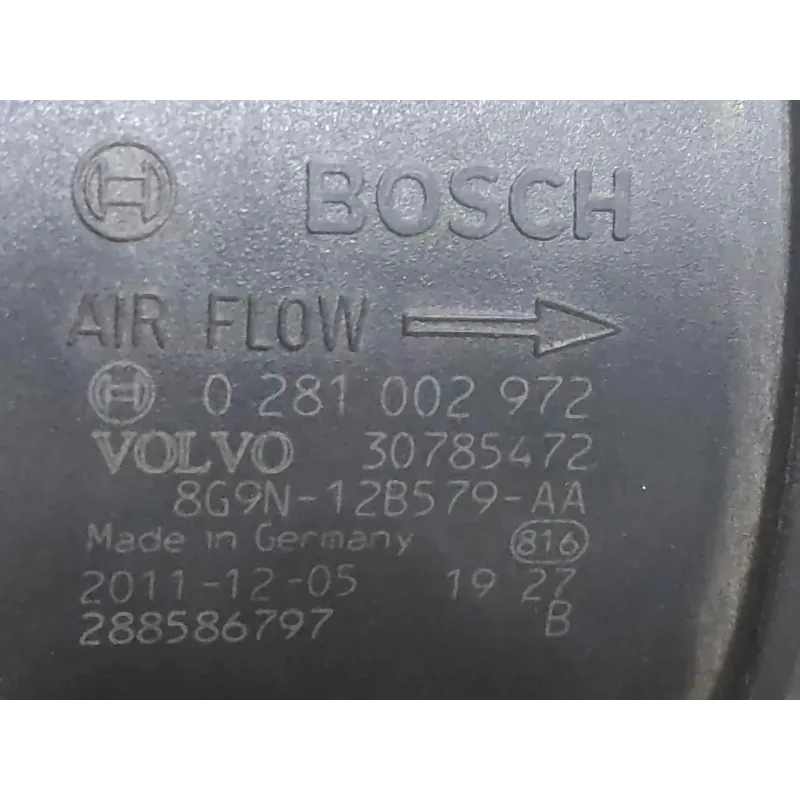 BOSCH
AIR FLOW
0 281 002 972
VOLVO 30785472
8G9N-12B579-AA
Made in Germany 816
2011-12-05 19 27
288586797 B